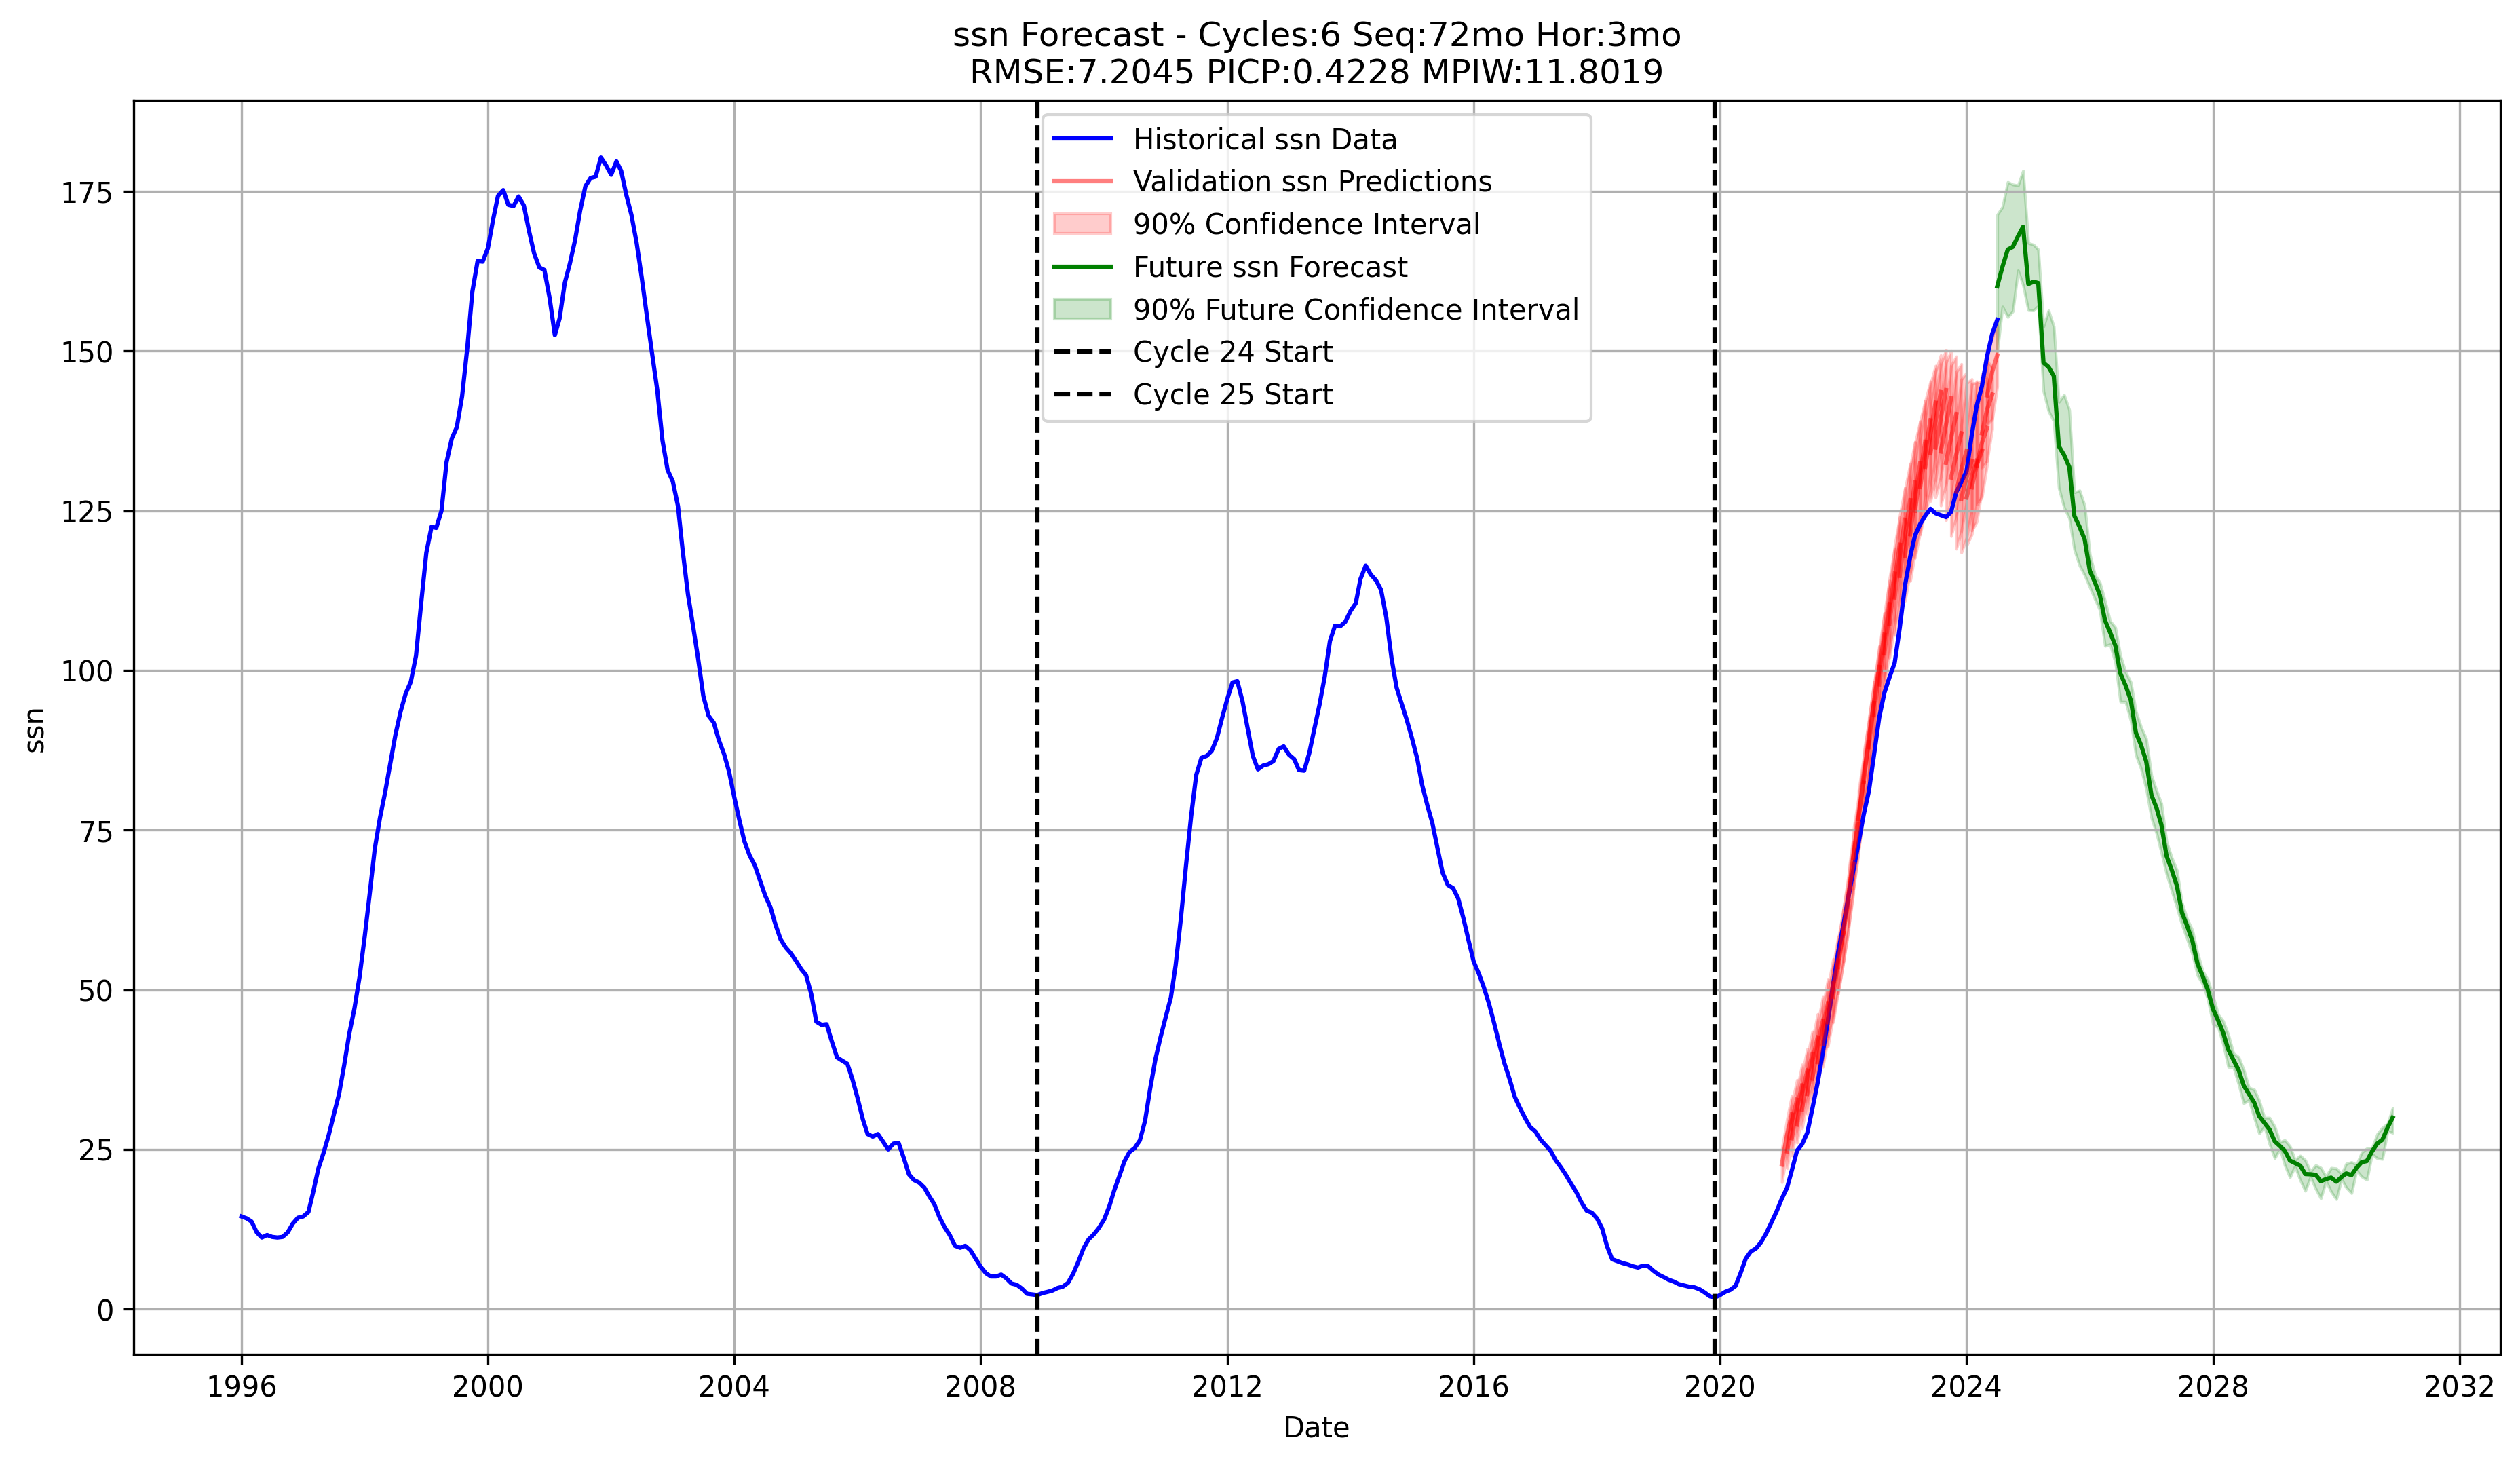 ssn Forecast - Cycles:6 Seq:72mo Hor:3mo
RMSE:7.2045 PICP:0.4228 MPIW:11.8019
Historical ssn Data
Validation ssn Predictions
90% Confidence Interval
Future ssn Forecast
90% Future Confidence Interval
Cycle 24 Start
Cycle 25 Start
175
150
125
100
75
50
25
0
ssn
1996 2000 2004 2008 2012 2016 2020 2024 2028 2032
Date